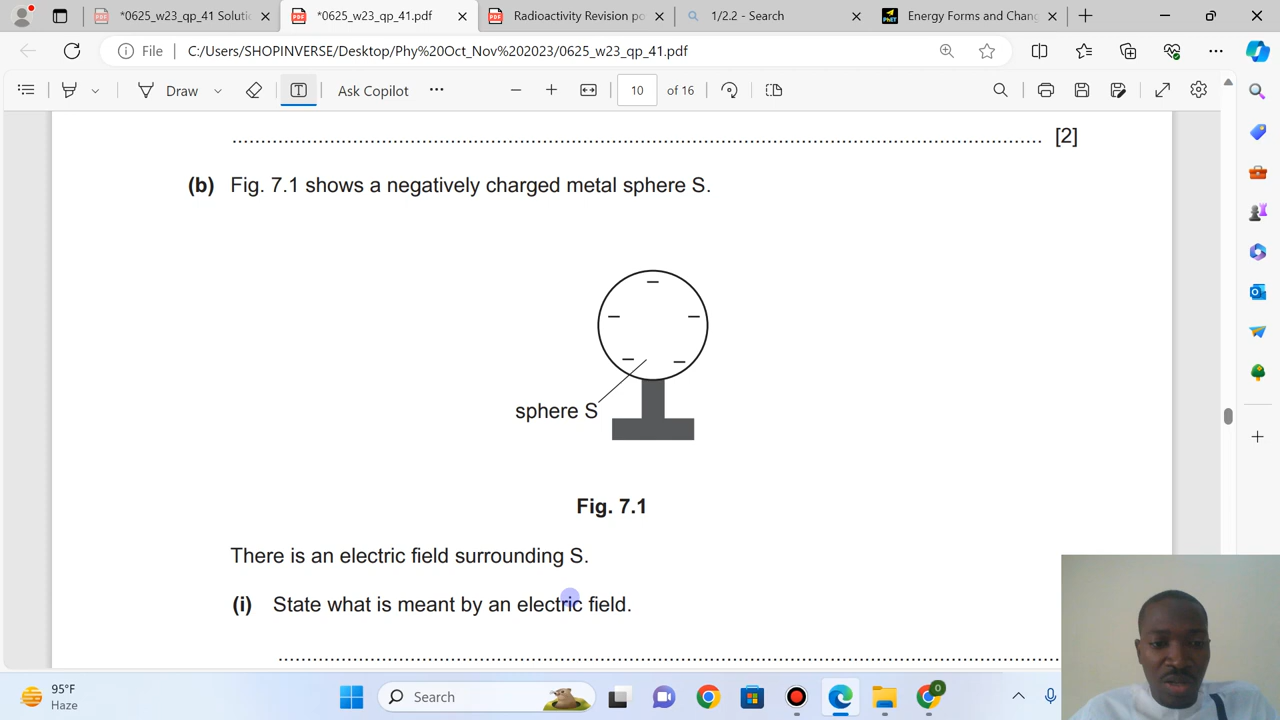 *0625_w23_qp_41 Soluti
*0625_w23_qp_41.pdf
Radioactivity Revision po
1/2.2 - Search
Energy Forms and Chang
File
C:/Users/SHOPINVERSE/Desktop/Phy%20Oct_Nov%202023/0625_w23_qp_41.pdf
Draw
Ask Copilot
10
of 16
[2]
(b) Fig. 7.1 shows a negatively charged metal sphere S.
sphere S
Fig. 7.1
There is an electric field surrounding S.
(i) State what is meant by an electric field.
95°F
Haze
Search
0